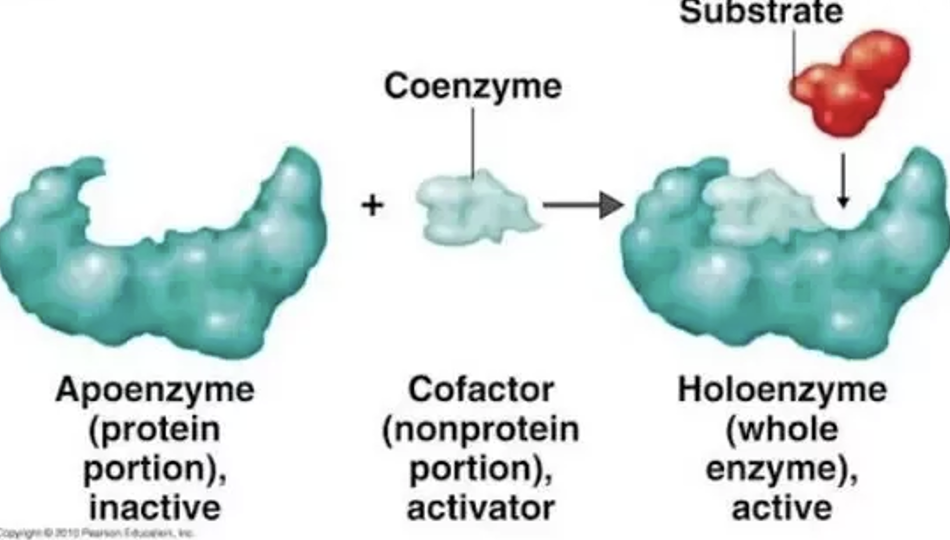 Substrate
Coenzyme
+
Apoenzyme
(protein
portion),
inactive
Cofactor
(nonprotein
portion),
activator
Holoenzyme
(whole
enzyme),
active
Copyright © 2010 Pearson Education, Inc.